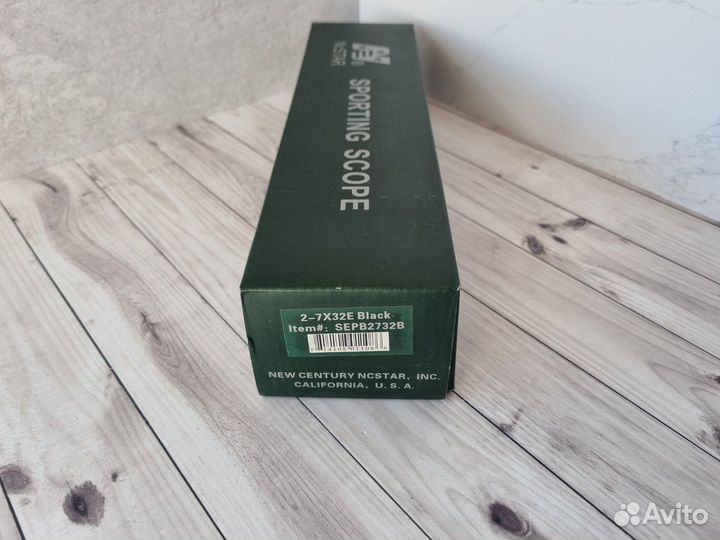 NcSTAR®
SPORTING SCOPE
2-7X32E Black
Item#: SEPB2732B
NEW CENTURY NCSTAR, INC.
CALIFORNIA, U.S.A.
Avito